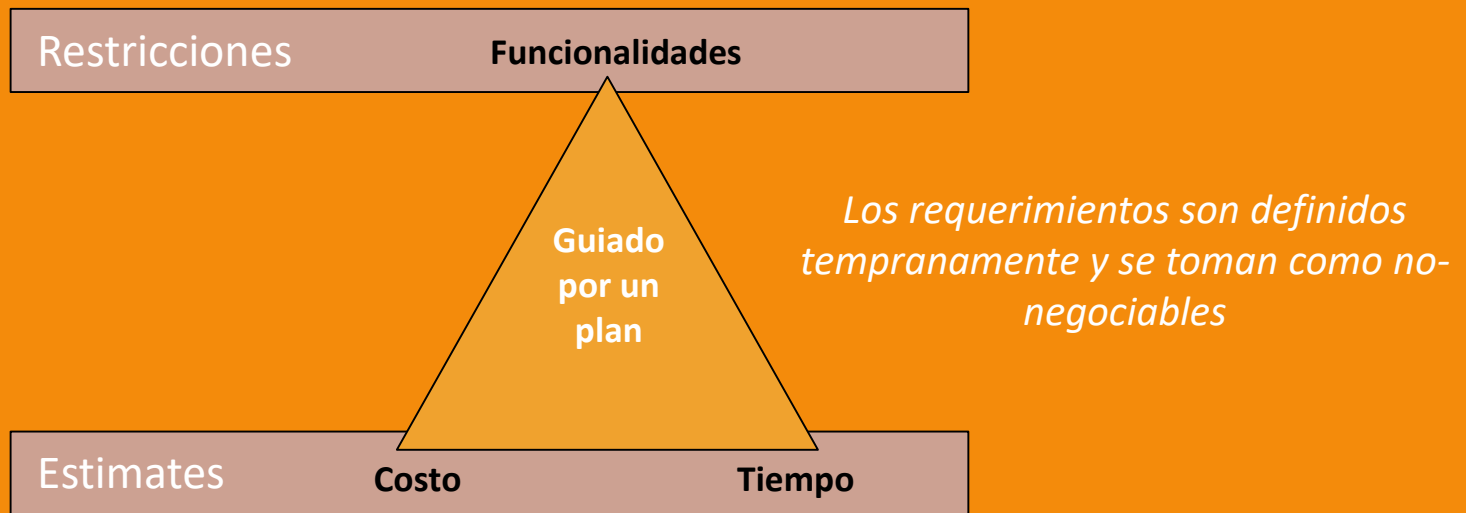 Restricciones
Funcionalidades
Guiado
por un
plan
Los requerimientos son definidos
tempranamente y se toman como no-
negociables
Estimates
Costo
Tiempo